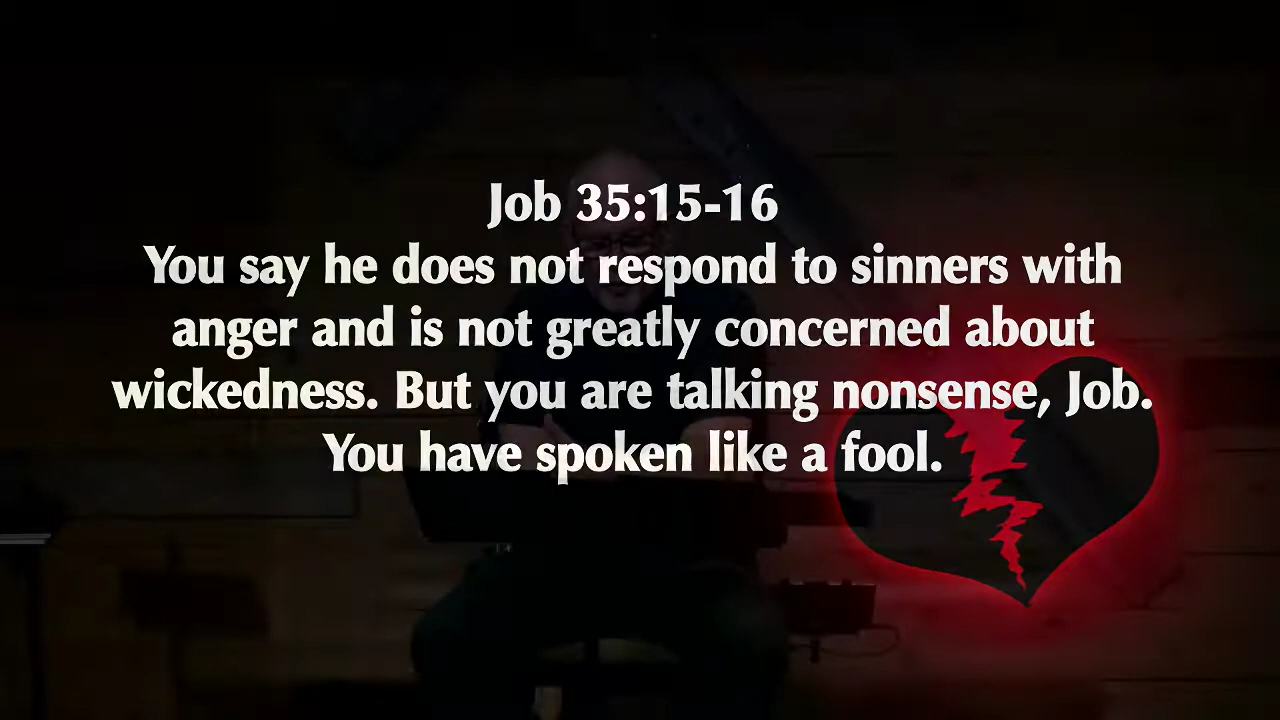 Job 35:15-16
You say he does not respond to sinners with
anger and is not greatly concerned about
wickedness. But you are talking nonsense, Job.
You have spoken like a fool.